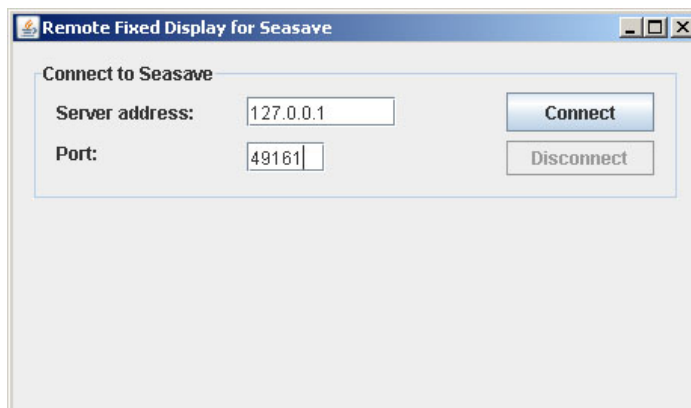 Remote Fixed Display for Seasave
Connect to Seasave
Server address: 127.0.0.1 Connect
Port: 49161 Disconnect